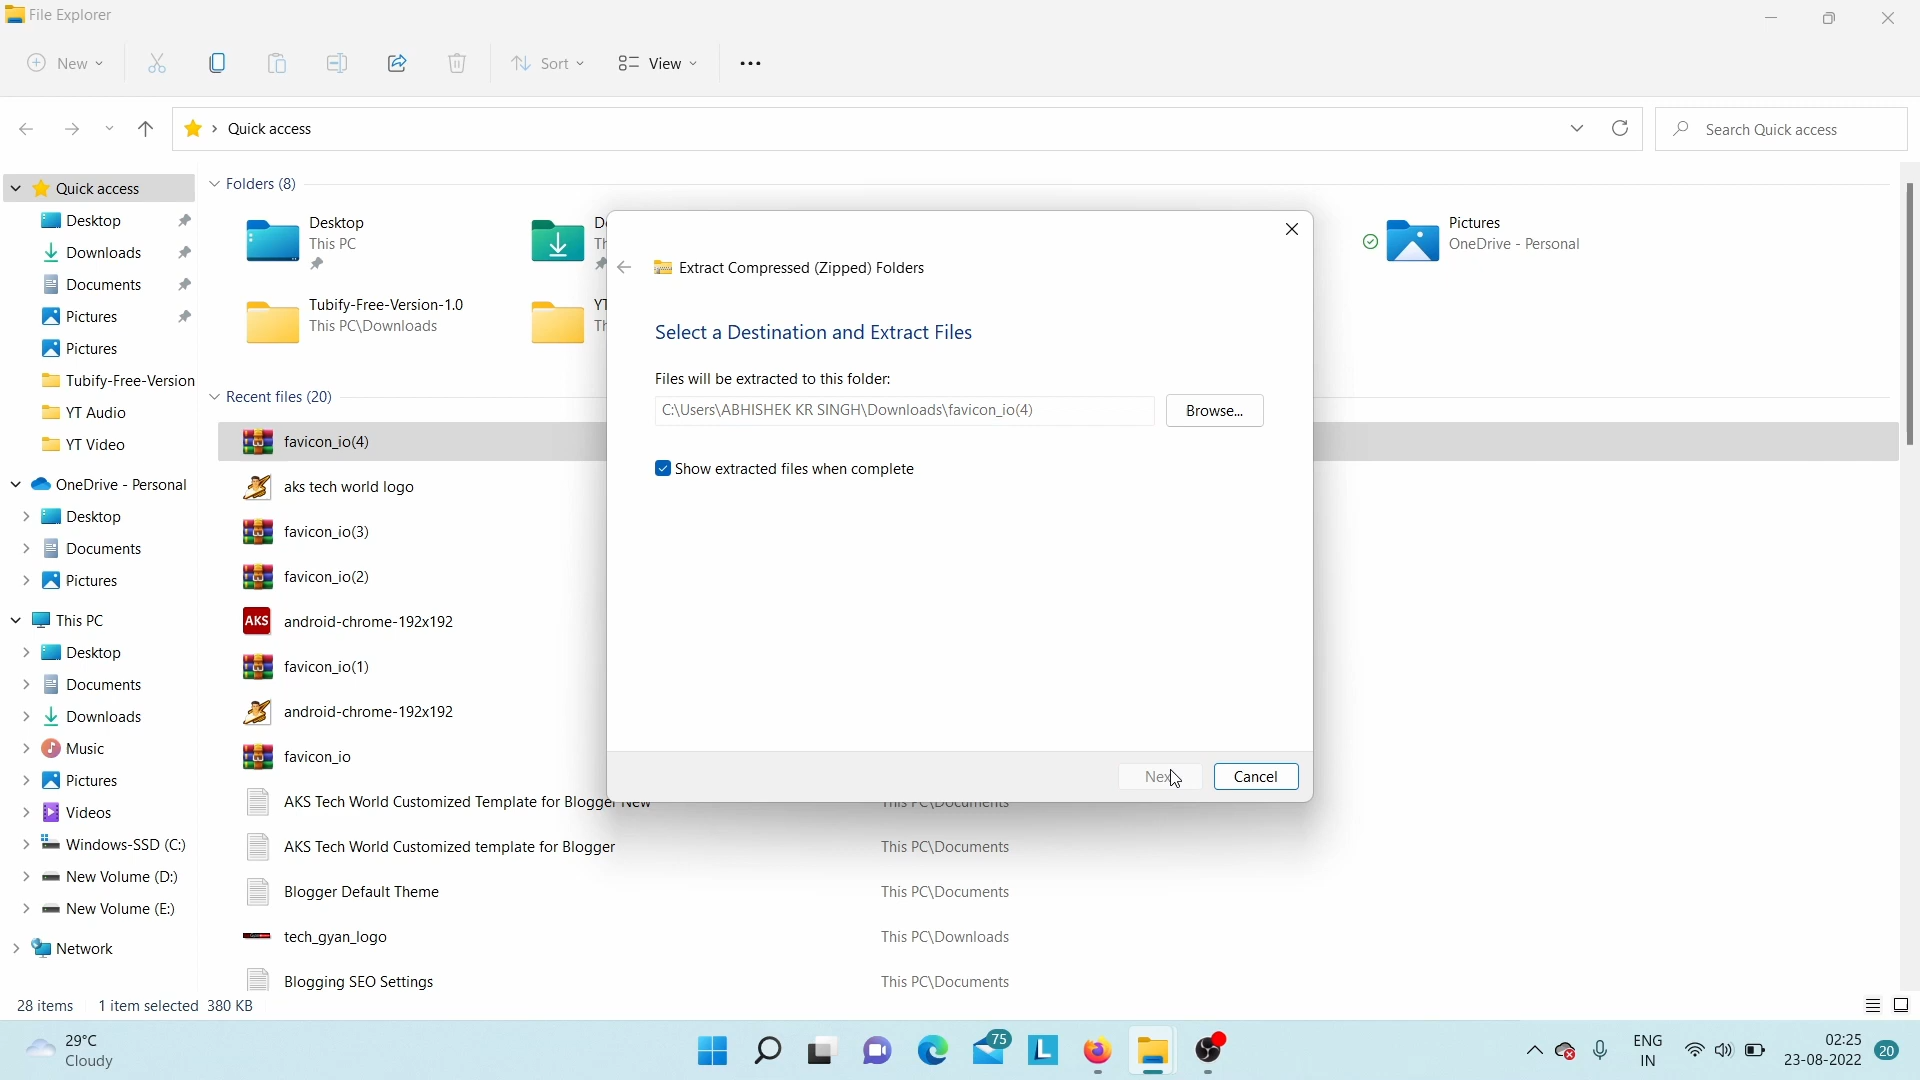 File Explorer
New
Sort
View
Quick access
Search Quick access
Quick access
Desktop
Downloads
Documents
Pictures
Pictures
Tubify-Free-Version
YT Audio
YT Video
OneDrive - Personal
Desktop
Documents
Pictures
This PC
Desktop
Documents
Downloads
Music
Pictures
Videos
Windows-SSD (C:)
New Volume (D:)
New Volume (E:)
Network
Folders (8)
Desktop
This PC
Pictures
OneDrive - Personal
Tubify-Free-Version-1.0
This PC\Downloads
YT
Recent files (20)
favicon_io(4)
aks tech world logo
favicon_io(3)
favicon_io(2)
AKS
android-chrome-192x192
favicon_io(1)
android-chrome-192x192
favicon_io
AKS Tech World Customized Template for Blogger New
This PC\Documents
AKS Tech World Customized template for Blogger
This PC\Documents
Blogger Default Theme
This PC\Documents
tech_gyan_logo
This PC\Downloads
Blogging SEO Settings
This PC\Documents
Extract Compressed (Zipped) Folders
Select a Destination and Extract Files
Files will be extracted to this folder:
C:\Users\ABHISHEK KR SINGH\Downloads\favicon_io(4)
Browse...
Show extracted files when complete
Cancel
28 items
1 item selected 380 KB
29°C
Cloudy
75
L
ENG
IN
02:25
23-08-2022
20